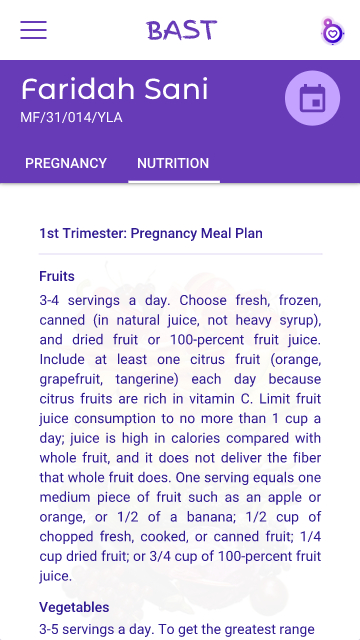 BAST
Faridah Sani
MF/31/014/YLA
PREGNANCY NUTRITION
1st Trimester: Pregnancy Meal Plan
Fruits
3-4 servings a day. Choose fresh, frozen,
canned (in natural juice, not heavy syrup),
and dried fruit or 100-percent fruit juice.
Include at least one citrus fruit (orange,
grapefruit, tangerine) each day because
citrus fruits are rich in vitamin C. Limit fruit
juice consumption to no more than 1 cup a
day; juice is high in calories compared with
whole fruit, and it does not deliver the fiber
that whole fruit does. One serving equals one
medium piece of fruit such as an apple or
orange, or 1/2 of a banana; 1/2 cup of
chopped fresh, cooked, or canned fruit; 1/4
cup dried fruit; or 3/4 cup of 100-percent fruit
juice.
Vegetables
3-5 servings a day. To get the greatest range